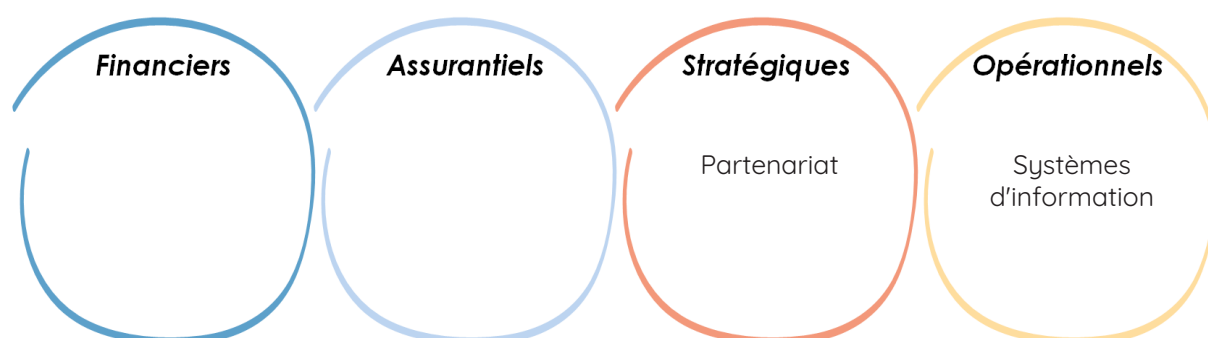 Financiers
Assurantiels
Stratégiques
Opérationnels
Partenariat
Systèmes
d'information